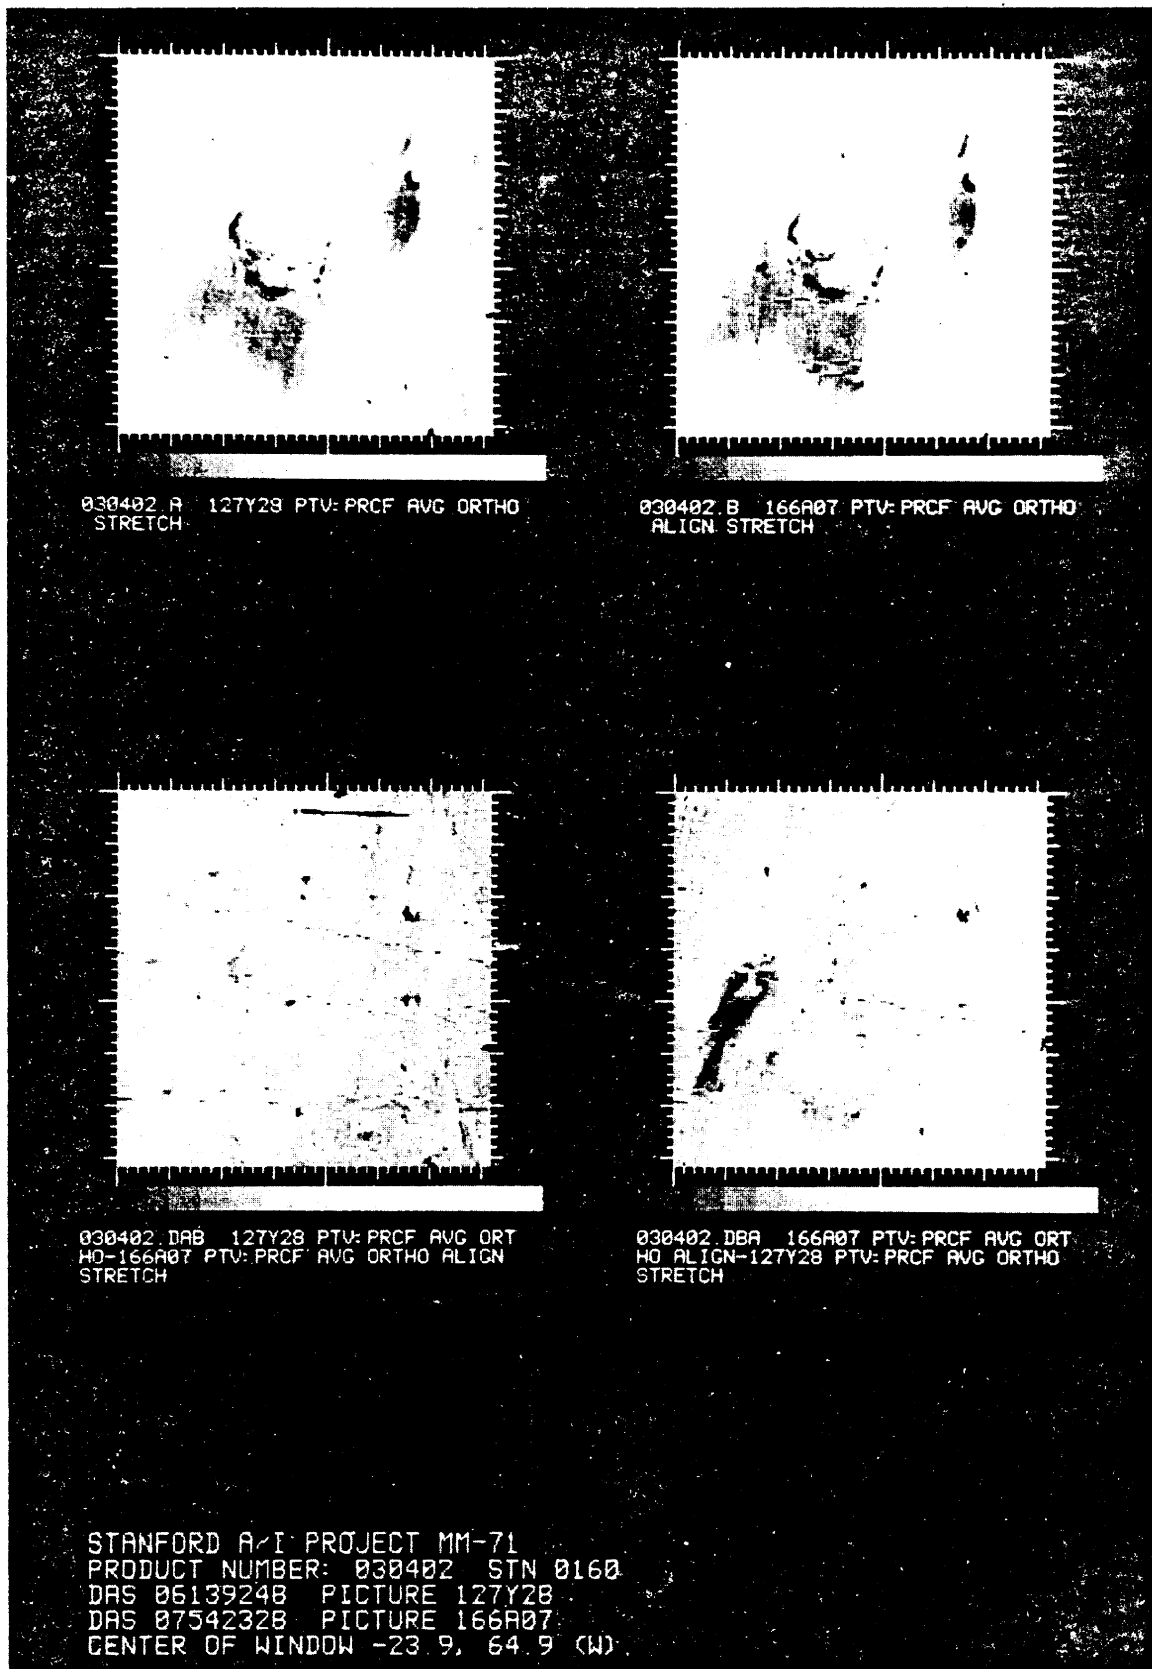 030402.A 127Y28 PTV:PRCF AVG ORTHO
STRETCH
030402.B 166A07 PTV:PRCF AVG ORTHO
ALIGN STRETCH
030402.DAB 127Y28 PTV:PRCF AVG ORT
HO-166A07 PTV:PRCF AVG ORTHO ALIGN
STRETCH
030402.DBA 166A07 PTV:PRCF AVG ORT
HO ALIGN-127Y28 PTV:PRCF AVG ORTHO
STRETCH
STANFORD A/I PROJECT MM-71
PRODUCT NUMBER: 030402 STN 0160
DAS 06139248 PICTURE 127Y28
DAS 07542328 PICTURE 166A07
CENTER OF WINDOW -23.9, 64.9 (W)